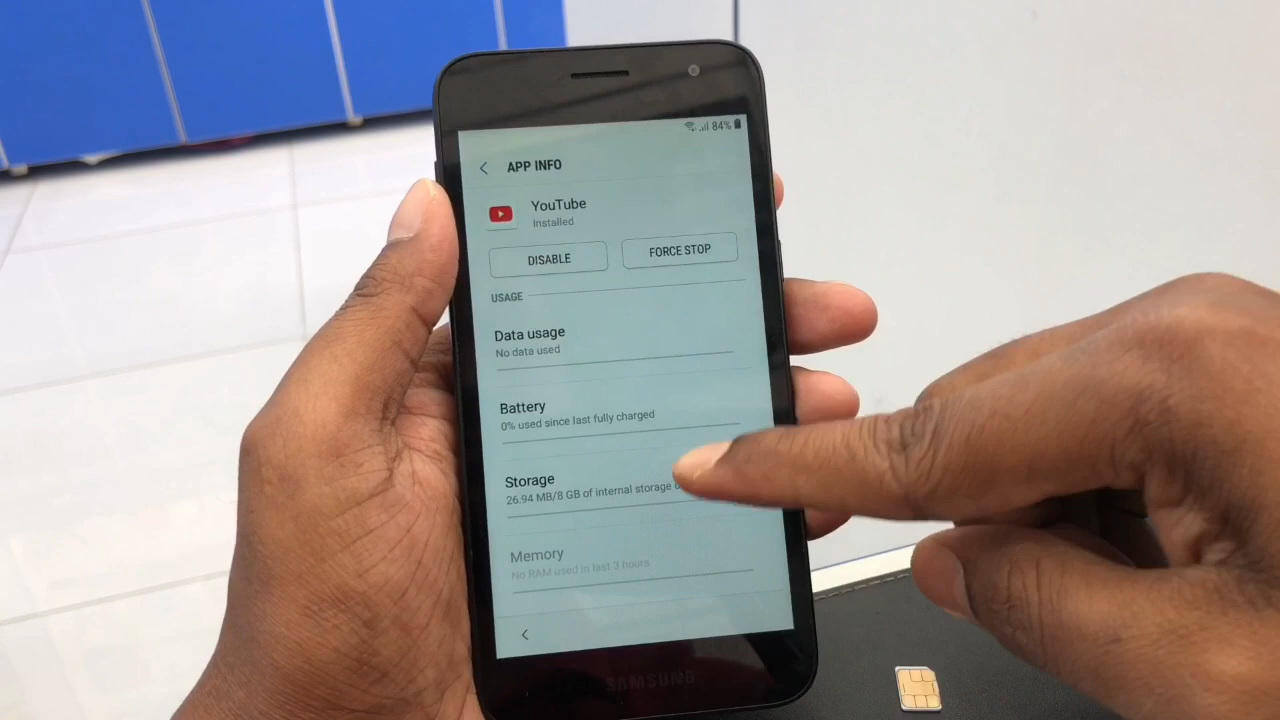 84%
APP INFO
YouTube
Installed
DISABLE
FORCE STOP
USAGE
Data usage
No data used
Battery
0% used since last fully charged
Storage
26.94 MB/8 GB of internal storage
Memory
No RAM used in last 3 hours
SAMSUNG